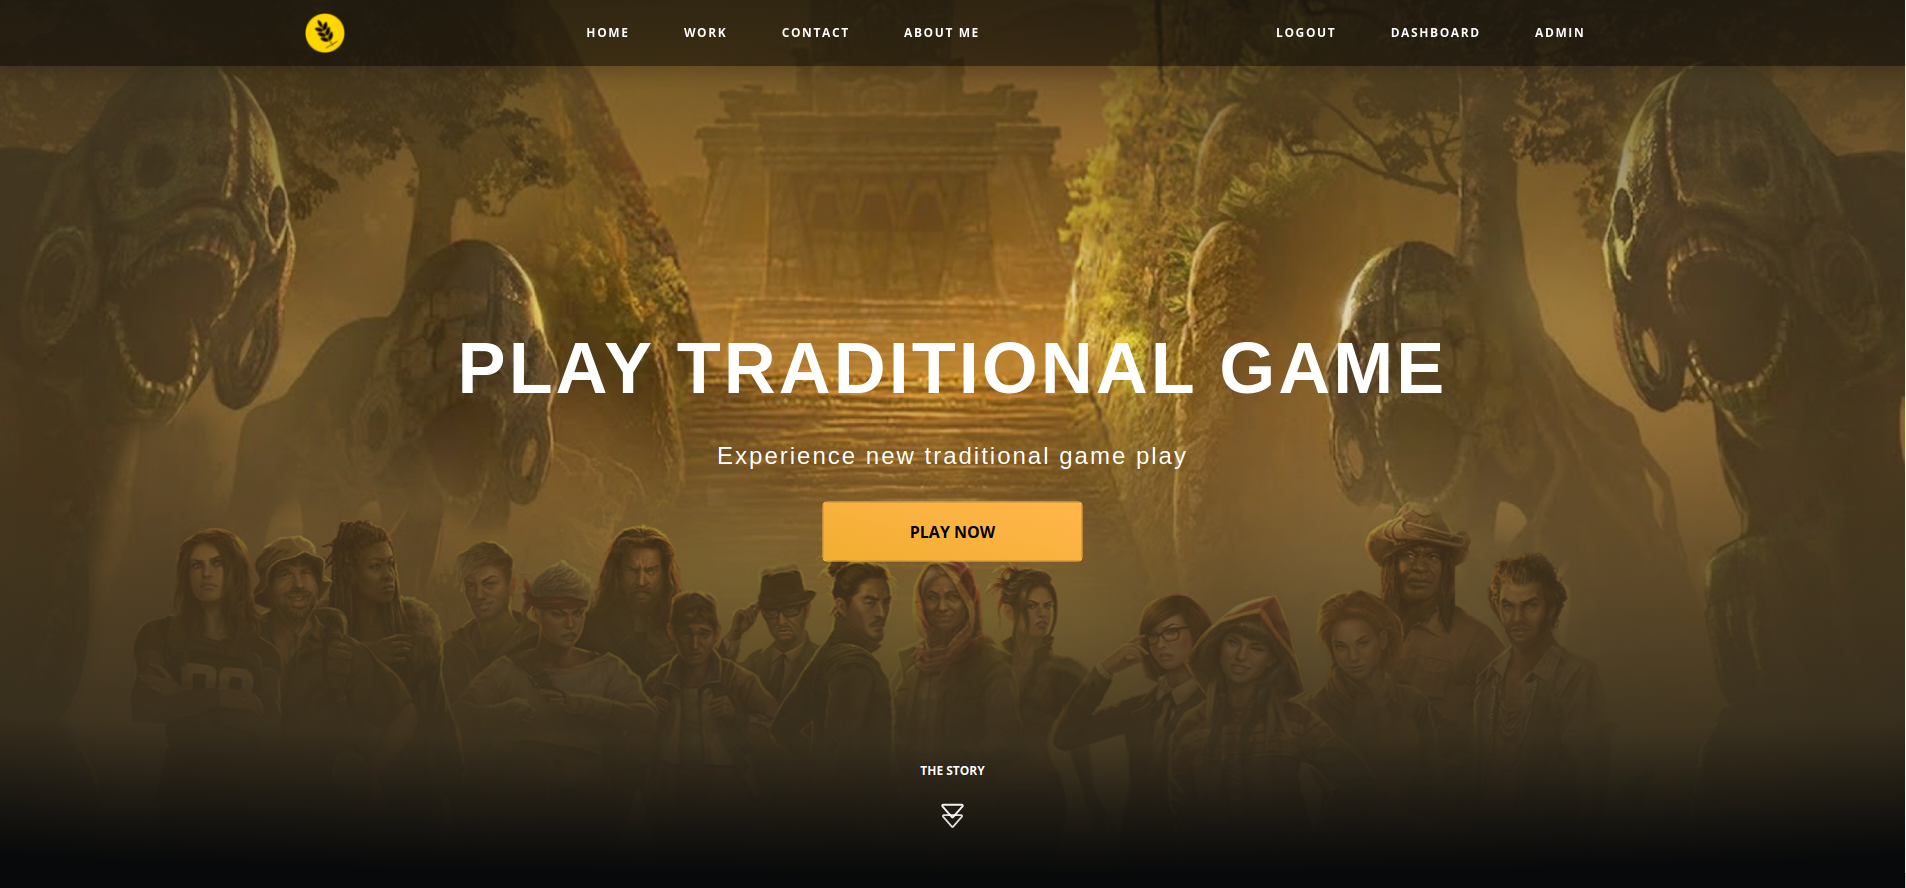 HOME WORK CONTACT ABOUT ME LOGOUT DASHBOARD ADMIN
PLAY TRADITIONAL GAME
Experience new traditional game play
PLAY NOW
THE STORY